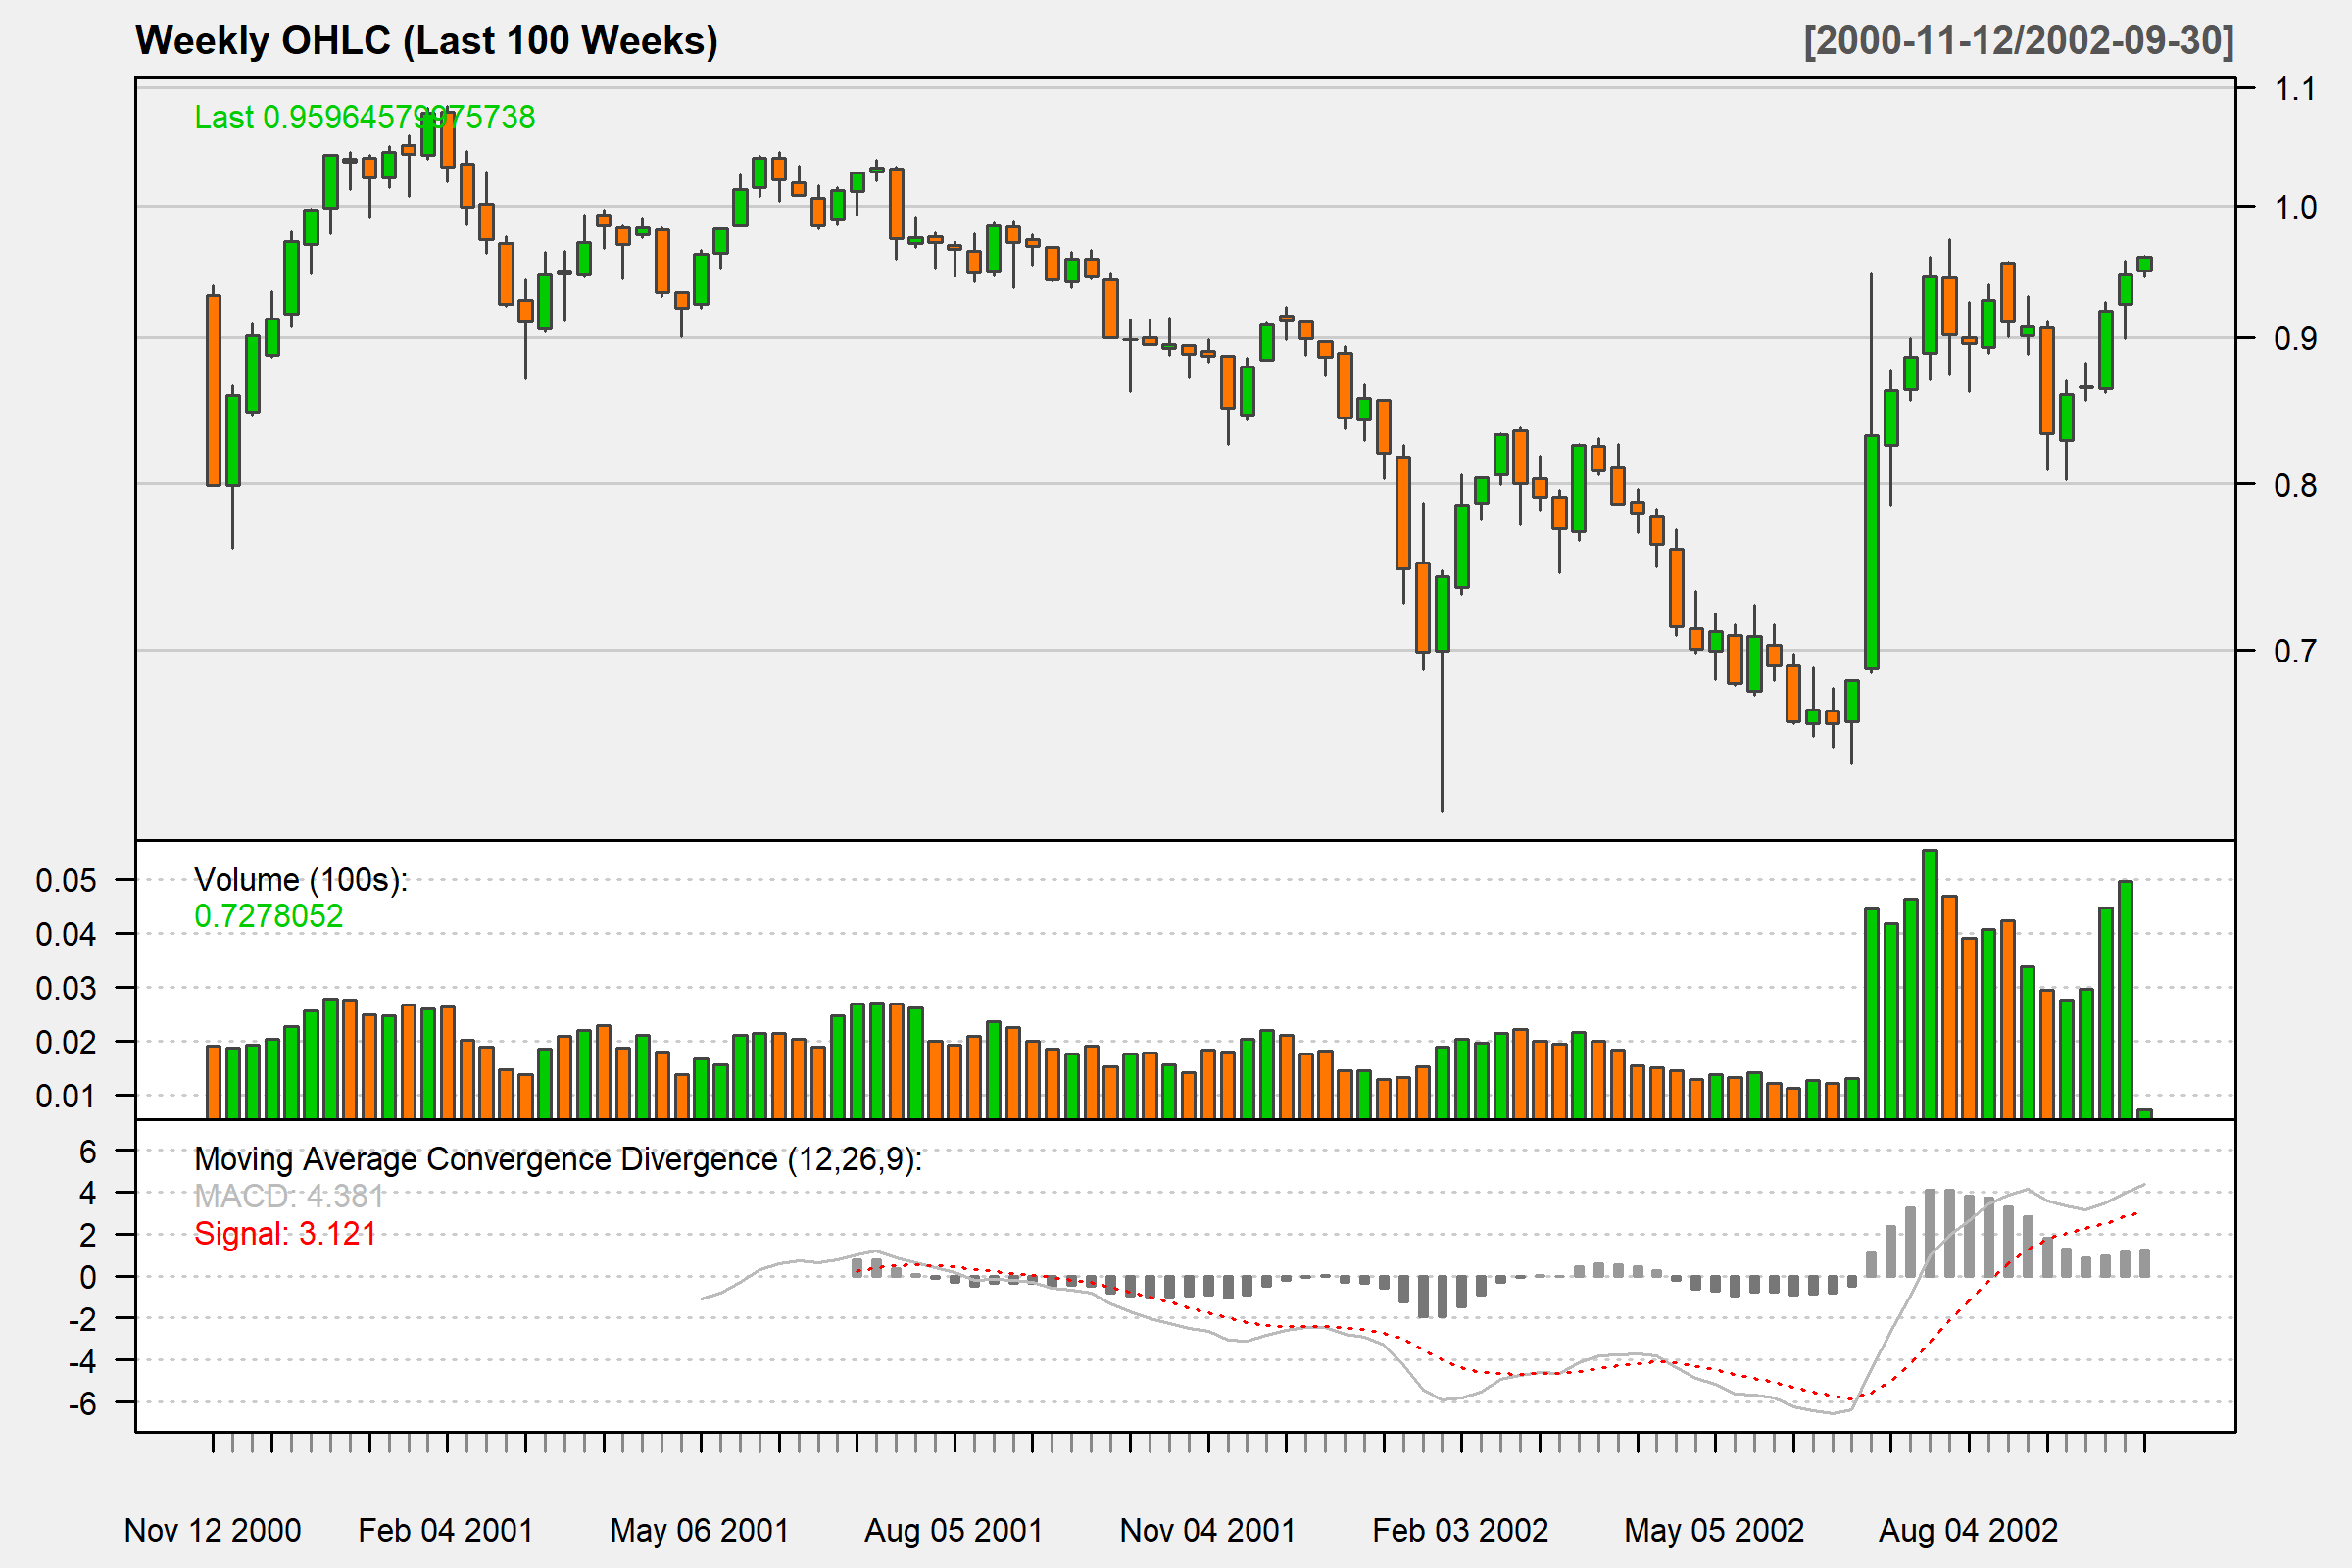 Weekly OHLC (Last 100 Weeks)
[2000-11-12/2002-09-30]
Last 0.95964579975738
1.1
1.0
0.9
0.8
0.7
Volume (100s):
0.7278052
0.05
0.04
0.03
0.02
0.01
Moving Average Convergence Divergence (12,26,9):
MACD: 4.381
Signal: 3.121
6
4
2
0
-2
-4
-6
Nov 12 2000 Feb 04 2001 May 06 2001 Aug 05 2001 Nov 04 2001 Feb 03 2002 May 05 2002 Aug 04 2002